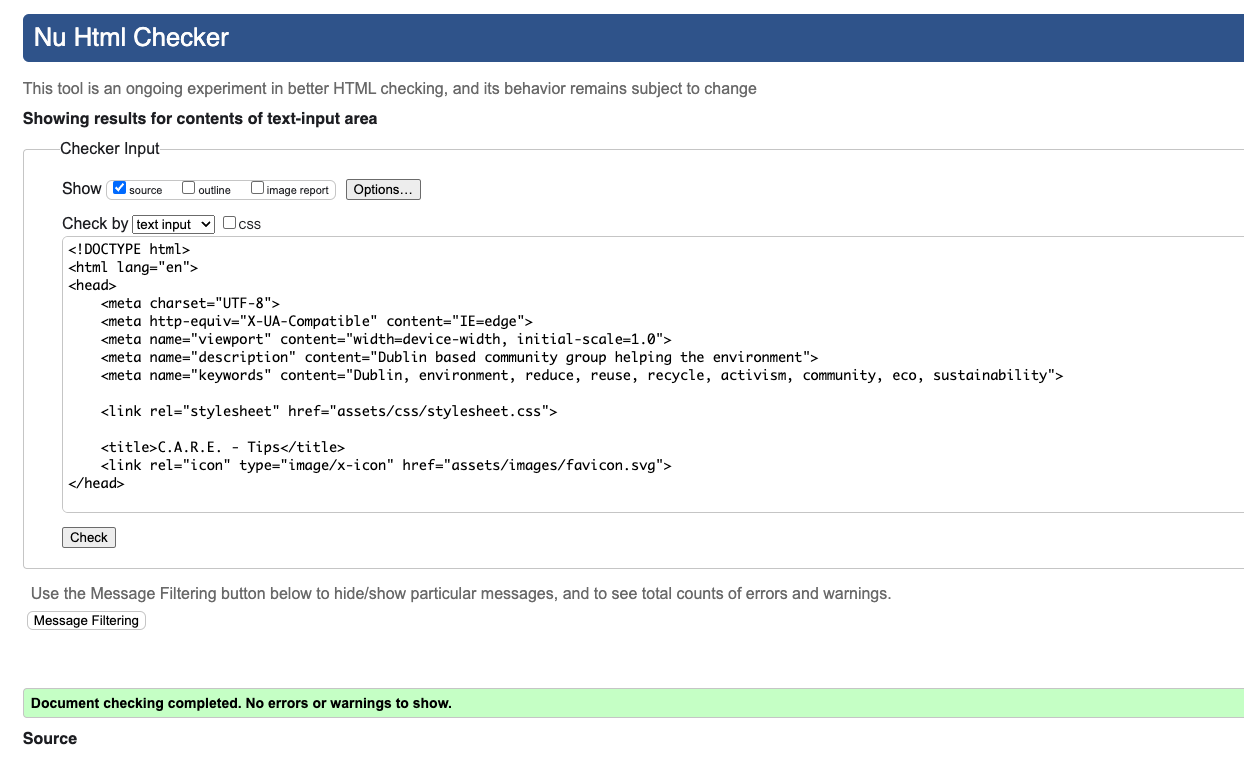 Nu Html Checker
This tool is an ongoing experiment in better HTML checking, and its behavior remains subject to change
Showing results for contents of text-input area
Checker Input
Show source outline image report Options...
Check by text input css
<!DOCTYPE html>
<html lang="en">
<head>
    <meta charset="UTF-8">
    <meta http-equiv="X-UA-Compatible" content="IE=edge">
    <meta name="viewport" content="width=device-width, initial-scale=1.0">
    <meta name="description" content="Dublin based community group helping the environment">
    <meta name="keywords" content="Dublin, environment, reduce, reuse, recycle, activism, community, eco, sustainability">
    <link rel="stylesheet" href="assets/css/stylesheet.css">
    <title>C.A.R.E. - Tips</title>
    <link rel="icon" type="image/x-icon" href="assets/images/favicon.svg">
</head>
Check
Use the Message Filtering button below to hide/show particular messages, and to see total counts of errors and warnings.
Message Filtering
Document checking completed. No errors or warnings to show.
Source